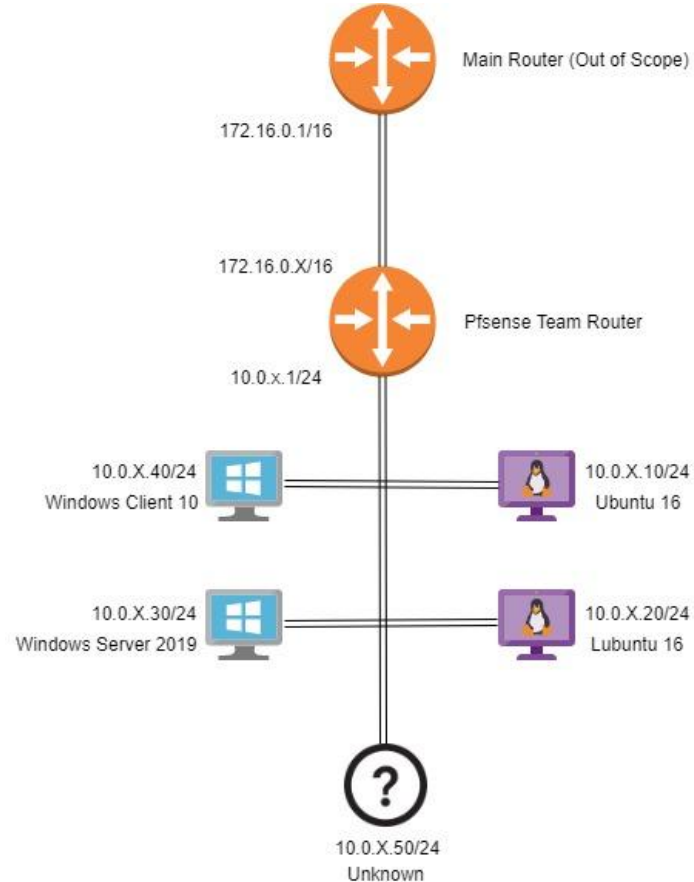 Main Router (Out of Scope)
172.16.0.1/16
172.16.0.X/16
Pfsense Team Router
10.0.x.1/24
10.0.X.40/24
Windows Client 10
10.0.X.10/24
Ubuntu 16
10.0.X.30/24
Windows Server 2019
10.0.X.20/24
Lubuntu 16
?
10.0.X.50/24
Unknown